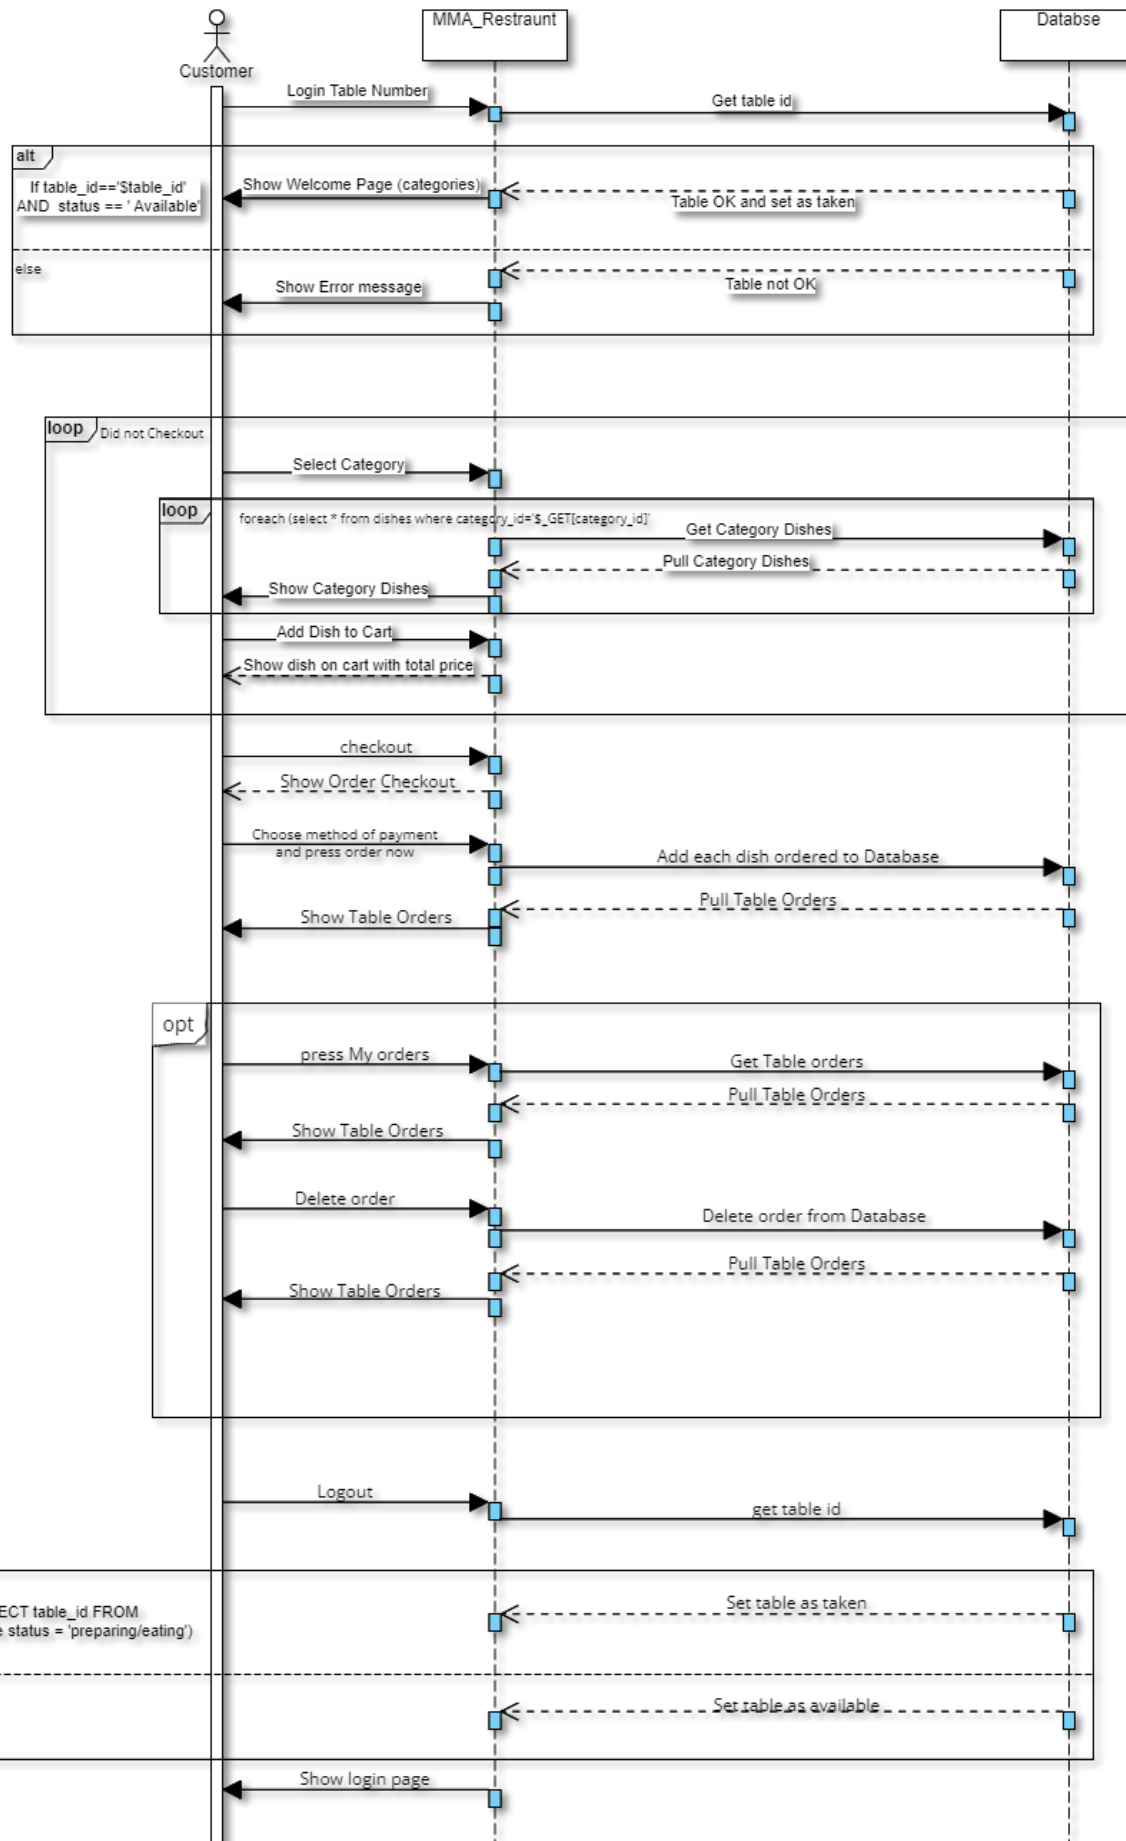 MMA_Restraunt
Databse
Customer
Login Table Number
Get table id
alt
If table_id=='$table_id'
AND status == ' Available'
Show Welcome Page (categories)
Table OK and set as taken
else
Table not OK
Show Error message
loop
Did not Checkout
Select Category
loop
foreach (select * from dishes where category_id='$_GET[category_id]'
Get Category Dishes
Pull Category Dishes
Show Category Dishes
Add Dish to Cart
Show dish on cart with total price
checkout
Show Order Checkout
Choose method of payment
and press order now
Add each dish ordered to Database
Pull Table Orders
Show Table Orders
opt
press My orders
Get Table orders
Pull Table Orders
Show Table Orders
Delete order
Delete order from Database
Pull Table Orders
Show Table Orders
Logout
get table id
Set table as taken
ECT table_id FROM
e status = 'preparing/eating')
Set table as available
Show login page